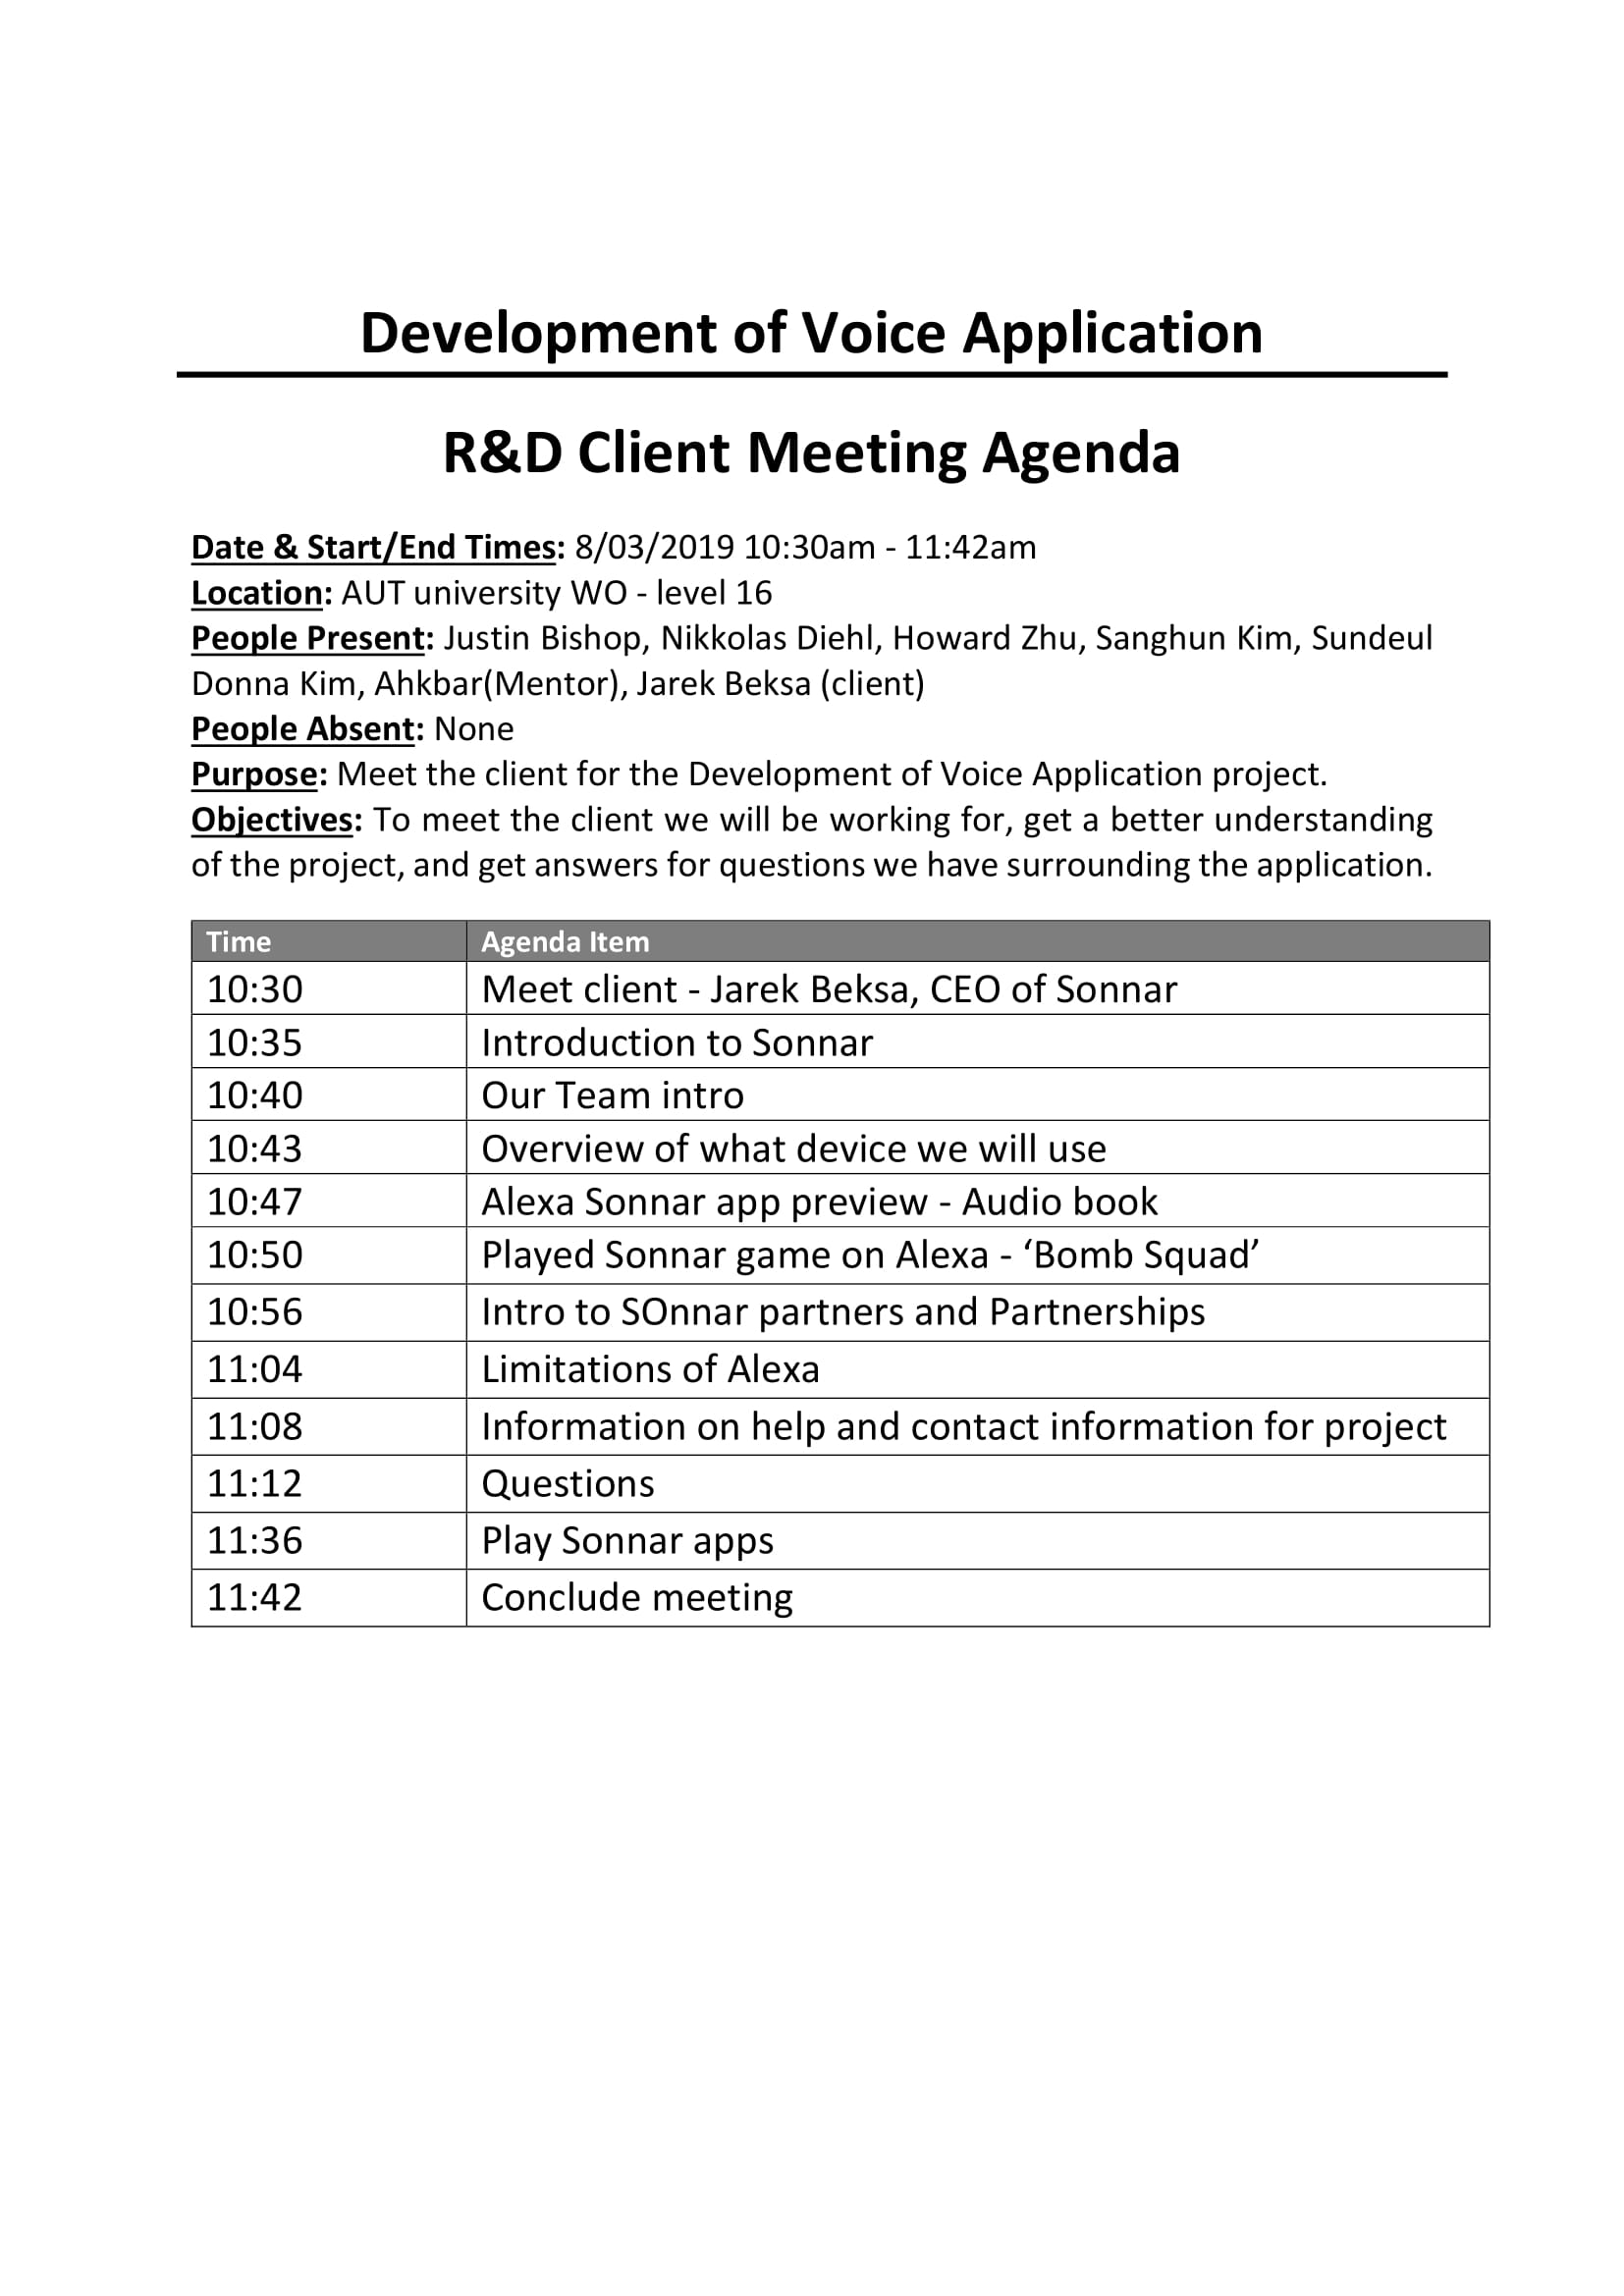 Development of Voice Application
R&D Client Meeting Agenda
Date & Start/End Times: 8/03/2019 10:30am - 11:42am
Location: AUT university WO - level 16
People Present: Justin Bishop, Nikkolas Diehl, Howard Zhu, Sanghun Kim, Sundeul
Donna Kim, Ahkbar(Mentor), Jarek Beksa (client)
People Absent: None
Purpose: Meet the client for the Development of Voice Application project.
Objectives: To meet the client we will be working for, get a better understanding
of the project, and get answers for questions we have surrounding the application.
Time Agenda Item
10:30 Meet client - Jarek Beksa, CEO of Sonnar
10:35 Introduction to Sonnar
10:40 Our Team intro
10:43 Overview of what device we will use
10:47 Alexa Sonnar app preview - Audio book
10:50 Played Sonnar game on Alexa - ‘Bomb Squad’
10:56 Intro to SOnnar partners and Partnerships
11:04 Limitations of Alexa
11:08 Information on help and contact information for project
11:12 Questions
11:36 Play Sonnar apps
11:42 Conclude meeting